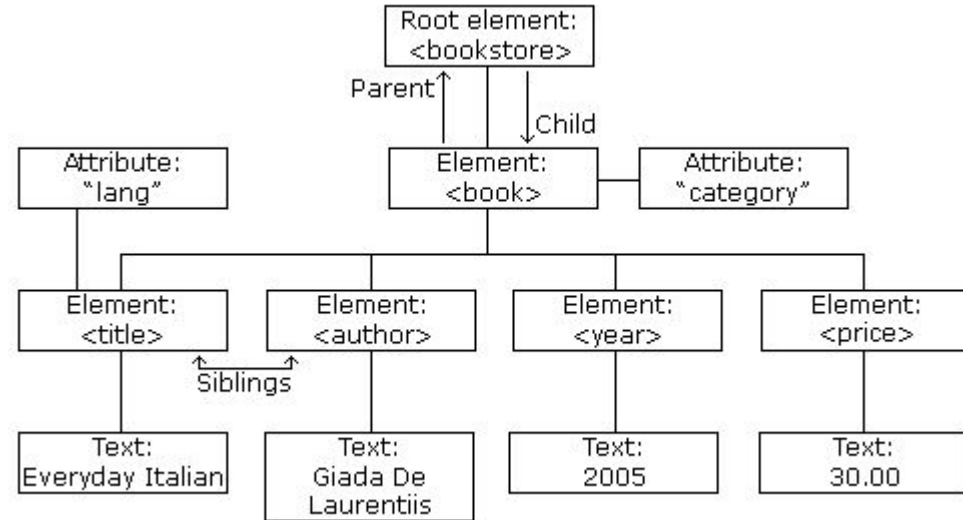 Root element:
<bookstore>
Parent
Child
Attribute:
“lang”
Element:
<book>
Attribute:
“category”
Element:
<title>
Element:
<author>
Element:
<year>
Element:
<price>
Siblings
Text:
Everyday Italian
Text:
Giada De
Laurentiis
Text:
2005
Text:
30.00